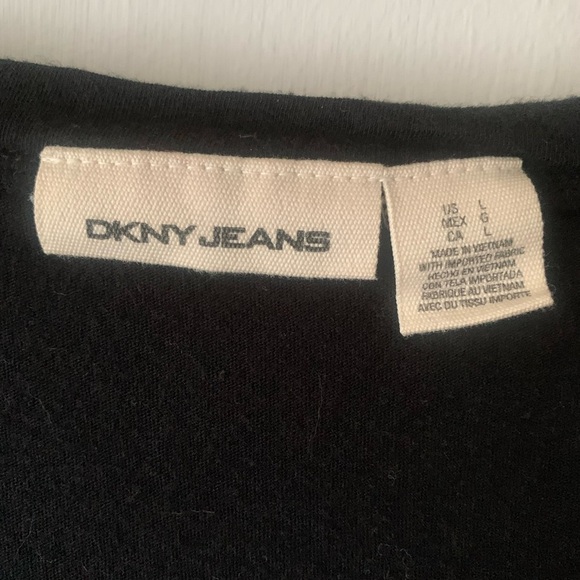 DKNY JEANS
US L
MEX G
CA L
MADE IN VIETNAM
WITH IMPORTED FABRIC
HECHO EN VIETNAM
CON TELA IMPORTADA
FABRIQUE AU VIETNAM
AVEC DU TISSU IMPORTE